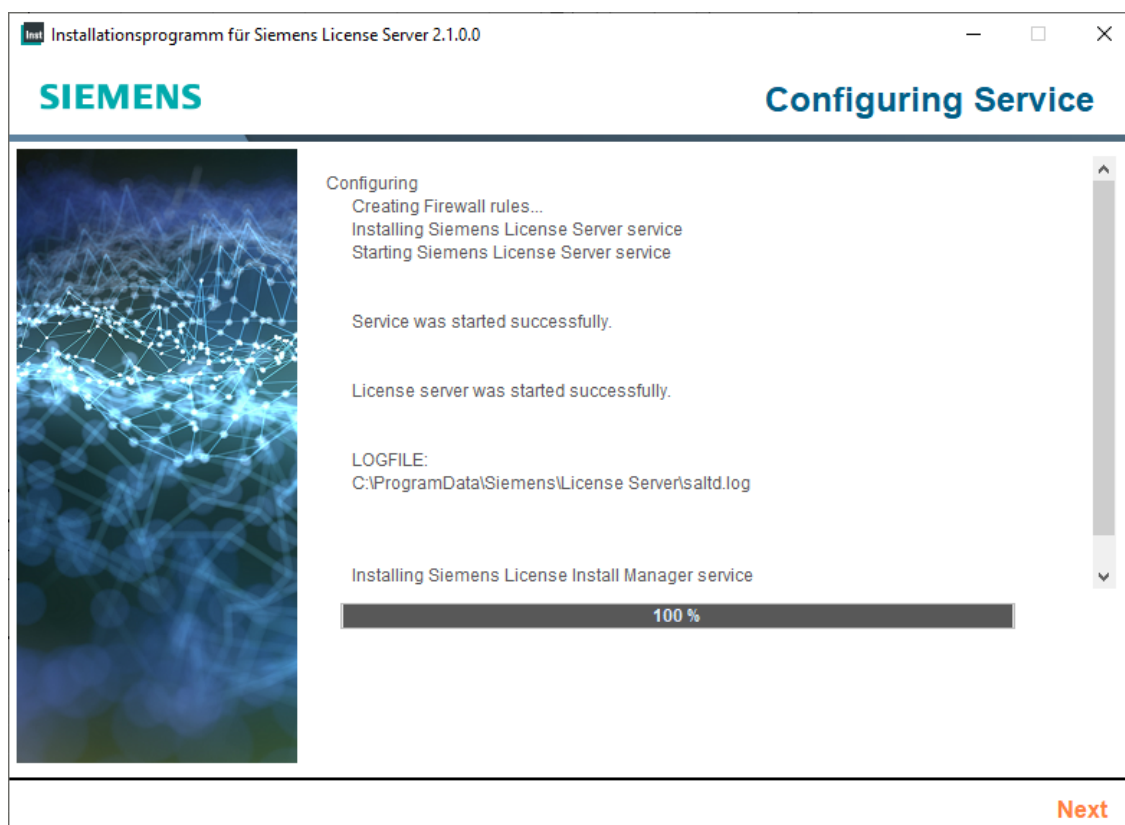 Inst Installationsprogramm für Siemens License Server 2.1.0.0
SIEMENS
Configuring Service
Configuring
Creating Firewall rules...
Installing Siemens License Server service
Starting Siemens License Server service
Service was started successfully.
License server was started successfully.
LOGFILE:
C:\ProgramData\Siemens\License Server\saltd.log
Installing Siemens License Install Manager service
100 %
Next